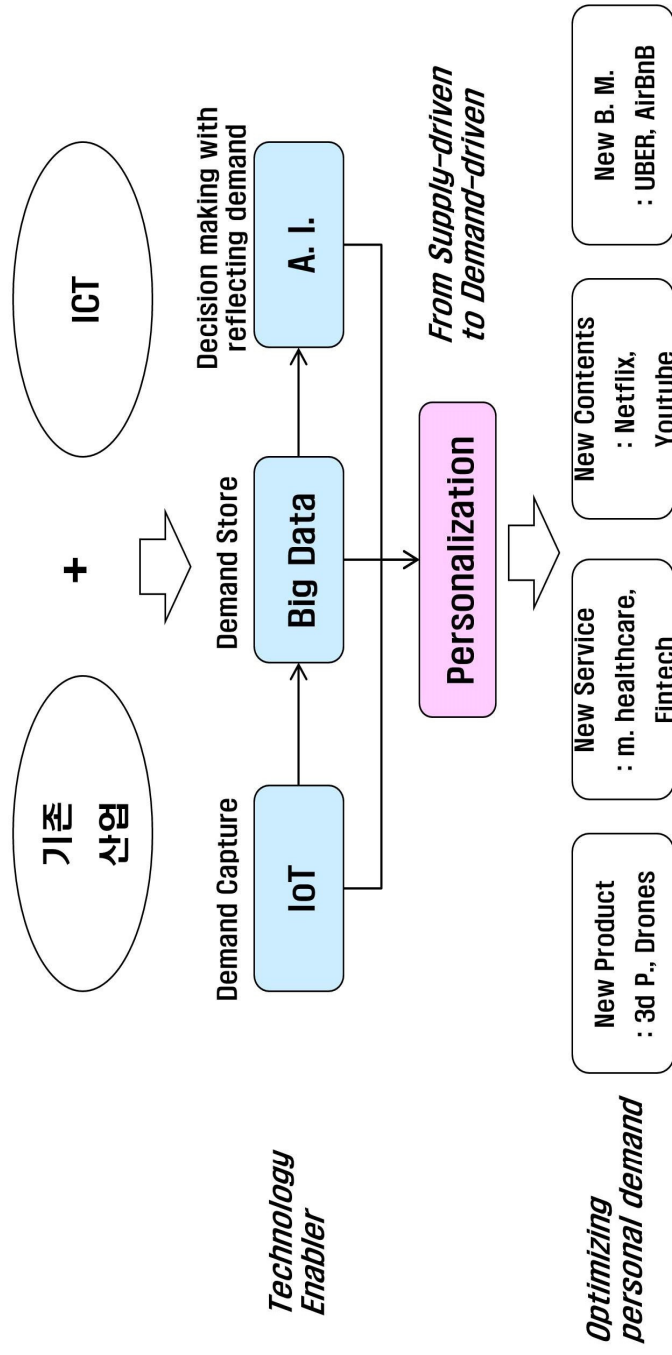 기존
산업
+
ICT
Technology
Enabler
Demand Capture
IoT
Demand Store
Big Data
Decision making with
reflecting demand
A. I.
Personalization
From Supply-driven
to Demand-driven
Optimizing
personal demand
New Product
: 3d P., Drones
New Service
: m. healthcare,
Fintech
New Contents
: Netflix,
Youtube
New B. M.
: UBER, AirBnB